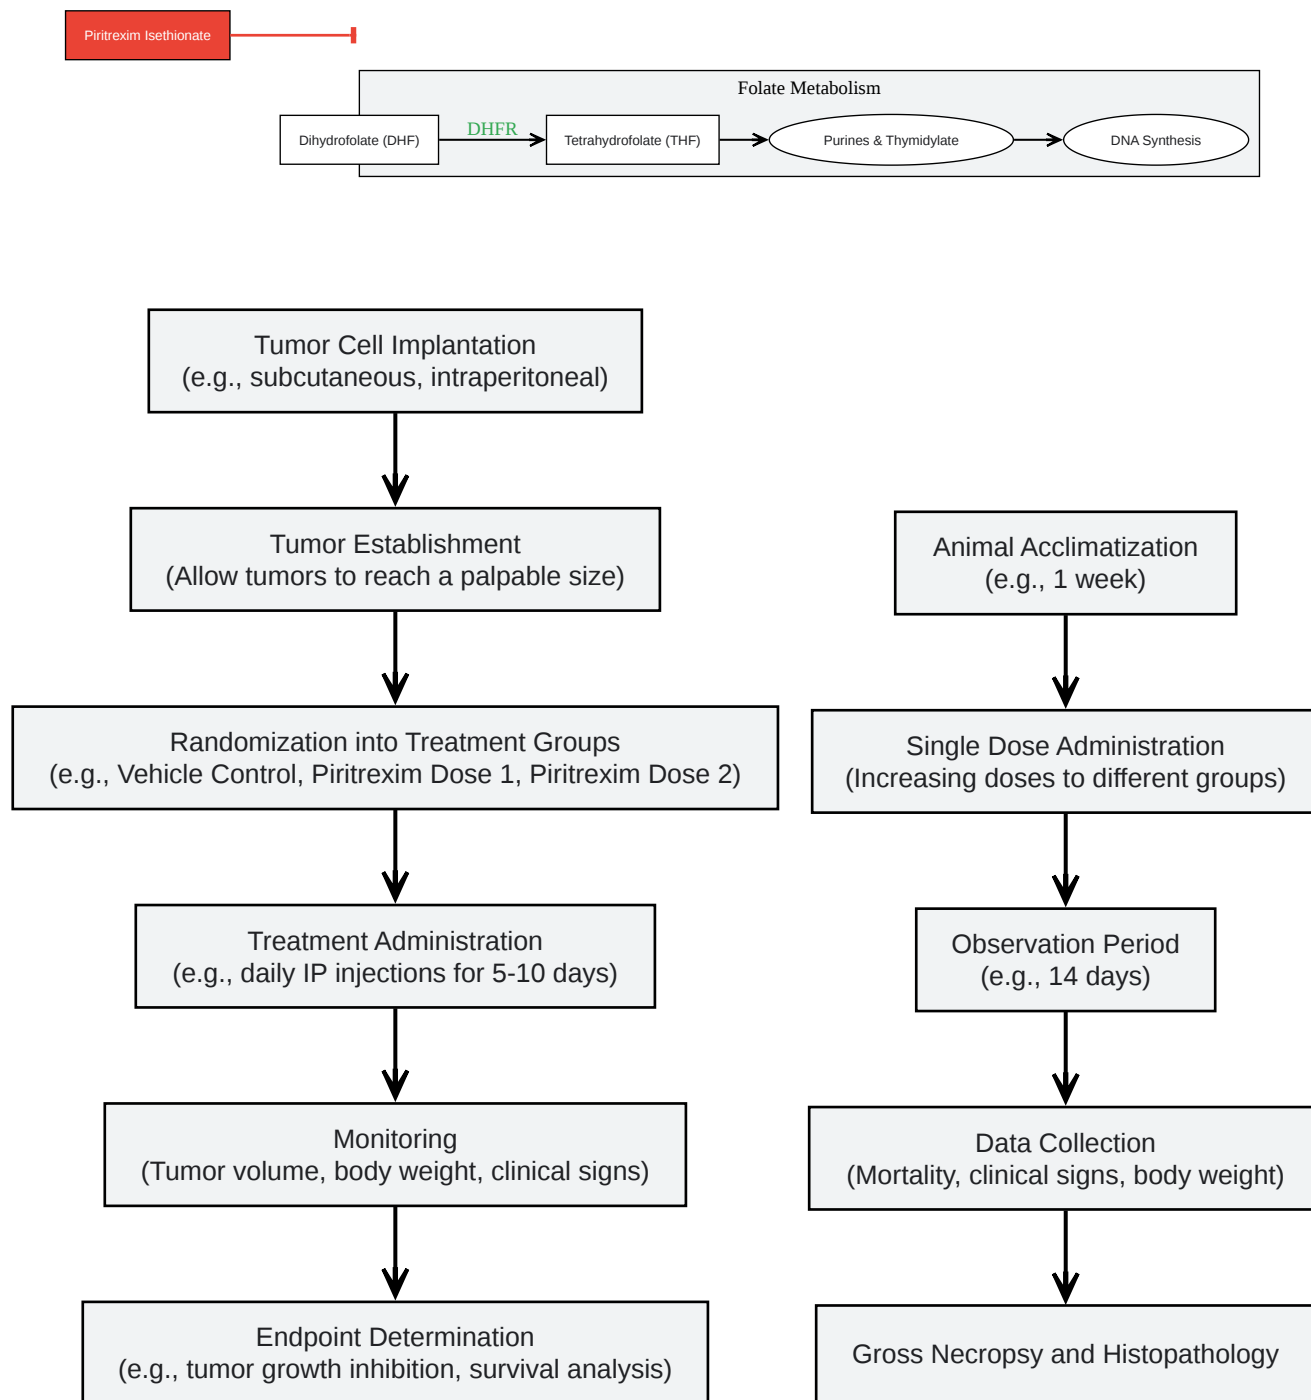 Piritrexim Isethionate
Folate Metabolism
Dihydrofolate (DHF)
DHFR
Tetrahydrofolate (THF)
Purines & Thymidylate
DNA Synthesis
Tumor Cell Implantation
(e.g., subcutaneous, intraperitoneal)
Tumor Establishment
(Allow tumors to reach a palpable size)
Randomization into Treatment Groups
(e.g., Vehicle Control, Piritrexim Dose 1, Piritrexim Dose 2)
Treatment Administration
(e.g., daily IP injections for 5-10 days)
Monitoring
(Tumor volume, body weight, clinical signs)
Endpoint Determination
(e.g., tumor growth inhibition, survival analysis)
Animal Acclimatization
(e.g., 1 week)
Single Dose Administration
(Increasing doses to different groups)
Observation Period
(e.g., 14 days)
Data Collection
(Mortality, clinical signs, body weight)
Gross Necropsy and Histopathology